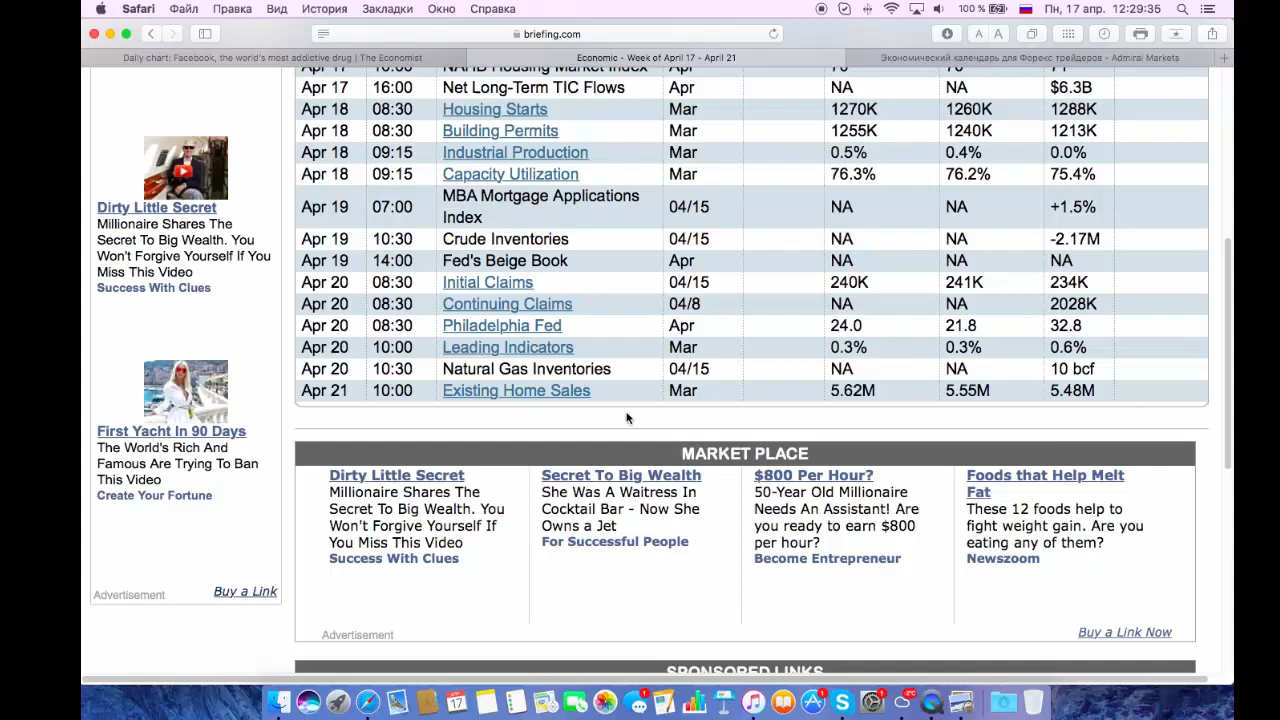 Safari Файл Правка Вид История Закладки Окно Справка 100 % Пн, 17 апр. 12:29:35
briefing.com A A
Daily chart: Facebook, the world's most addictive drug | The Economist
Economic - Week of April 17 - April 21
Экономический календарь для Форекс трейдеров - Admiral Markets
Apr 17 16:00 Net Long-Term TIC Flows Apr NA NA $6.3B
Apr 18 08:30 Housing Starts Mar 1270K 1260K 1288K
Apr 18 08:30 Building Permits Mar 1255K 1240K 1213K
Apr 18 09:15 Industrial Production Mar 0.5% 0.4% 0.0%
Apr 18 09:15 Capacity Utilization Mar 76.3% 76.2% 75.4%
Apr 19 07:00 MBA Mortgage Applications
Index 04/15 NA NA +1.5%
Apr 19 10:30 Crude Inventories 04/15 NA NA -2.17M
Apr 19 14:00 Fed's Beige Book Apr NA NA NA
Apr 20 08:30 Initial Claims 04/15 240K 241K 234K
Apr 20 08:30 Continuing Claims 04/8 NA NA 2028K
Apr 20 08:30 Philadelphia Fed Apr 24.0 21.8 32.8
Apr 20 10:00 Leading Indicators Mar 0.3% 0.3% 0.6%
Apr 20 10:30 Natural Gas Inventories 04/15 NA NA 10 bcf
Apr 21 10:00 Existing Home Sales Mar 5.62M 5.55M 5.48M
Dirty Little Secret
Millionaire Shares The
Secret To Big Wealth. You
Won't Forgive Yourself If You
Miss This Video
Success With Clues
First Yacht In 90 Days
The World's Rich And
Famous Are Trying To Ban
This Video
Create Your Fortune
Advertisement Buy a Link
MARKET PLACE
Dirty Little Secret
Millionaire Shares The
Secret To Big Wealth. You
Won't Forgive Yourself If
You Miss This Video
Success With Clues
Secret To Big Wealth
She Was A Waitress In
Cocktail Bar - Now She
Owns a Jet
For Successful People
$800 Per Hour?
50-Year Old Millionaire
Needs An Assistant! Are
you ready to earn $800
per hour?
Become Entrepreneur
Foods that Help Melt
Fat
These 12 foods help to
fight weight gain. Are you
eating any of them?
Newszoom
Advertisement Buy a Link Now
SPONSORED LINKS